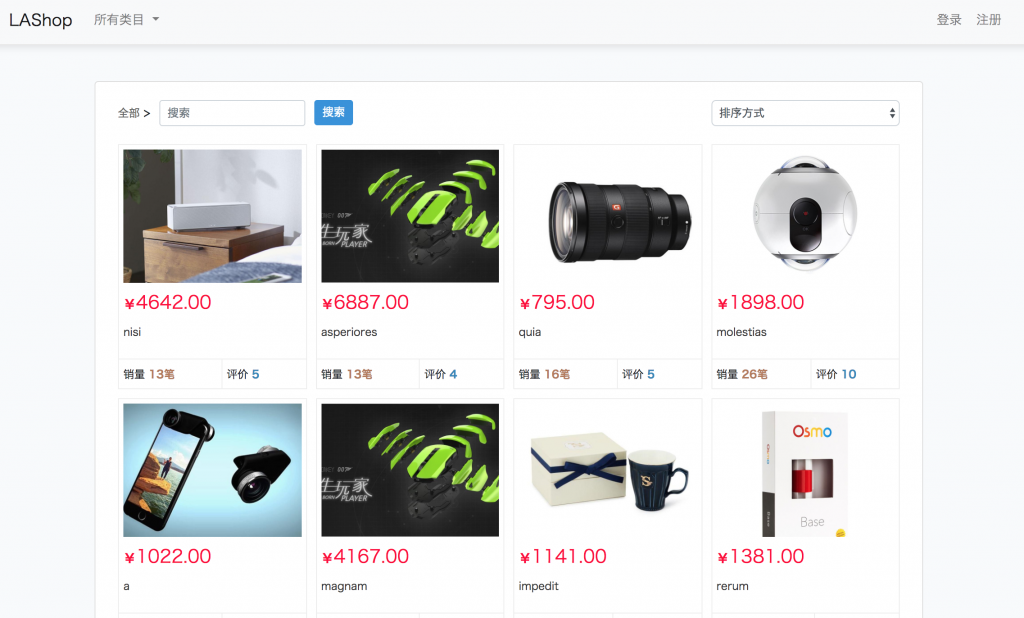 LAShop 所有类目 登录 注册
全部 > 搜索 搜索 排序方式
生玩家
BORN PLAYER
¥4642.00 ¥6887.00 ¥795.00 ¥1898.00
nisi asperiores quia molestias
销量 13笔 评价 5 销量 13笔 评价 4 销量 16笔 评价 5 销量 26笔 评价 10
生玩家
BORN PLAYER
Osmo
Base
¥1022.00 ¥4167.00 ¥1141.00 ¥1381.00
a magnam impedit rerum